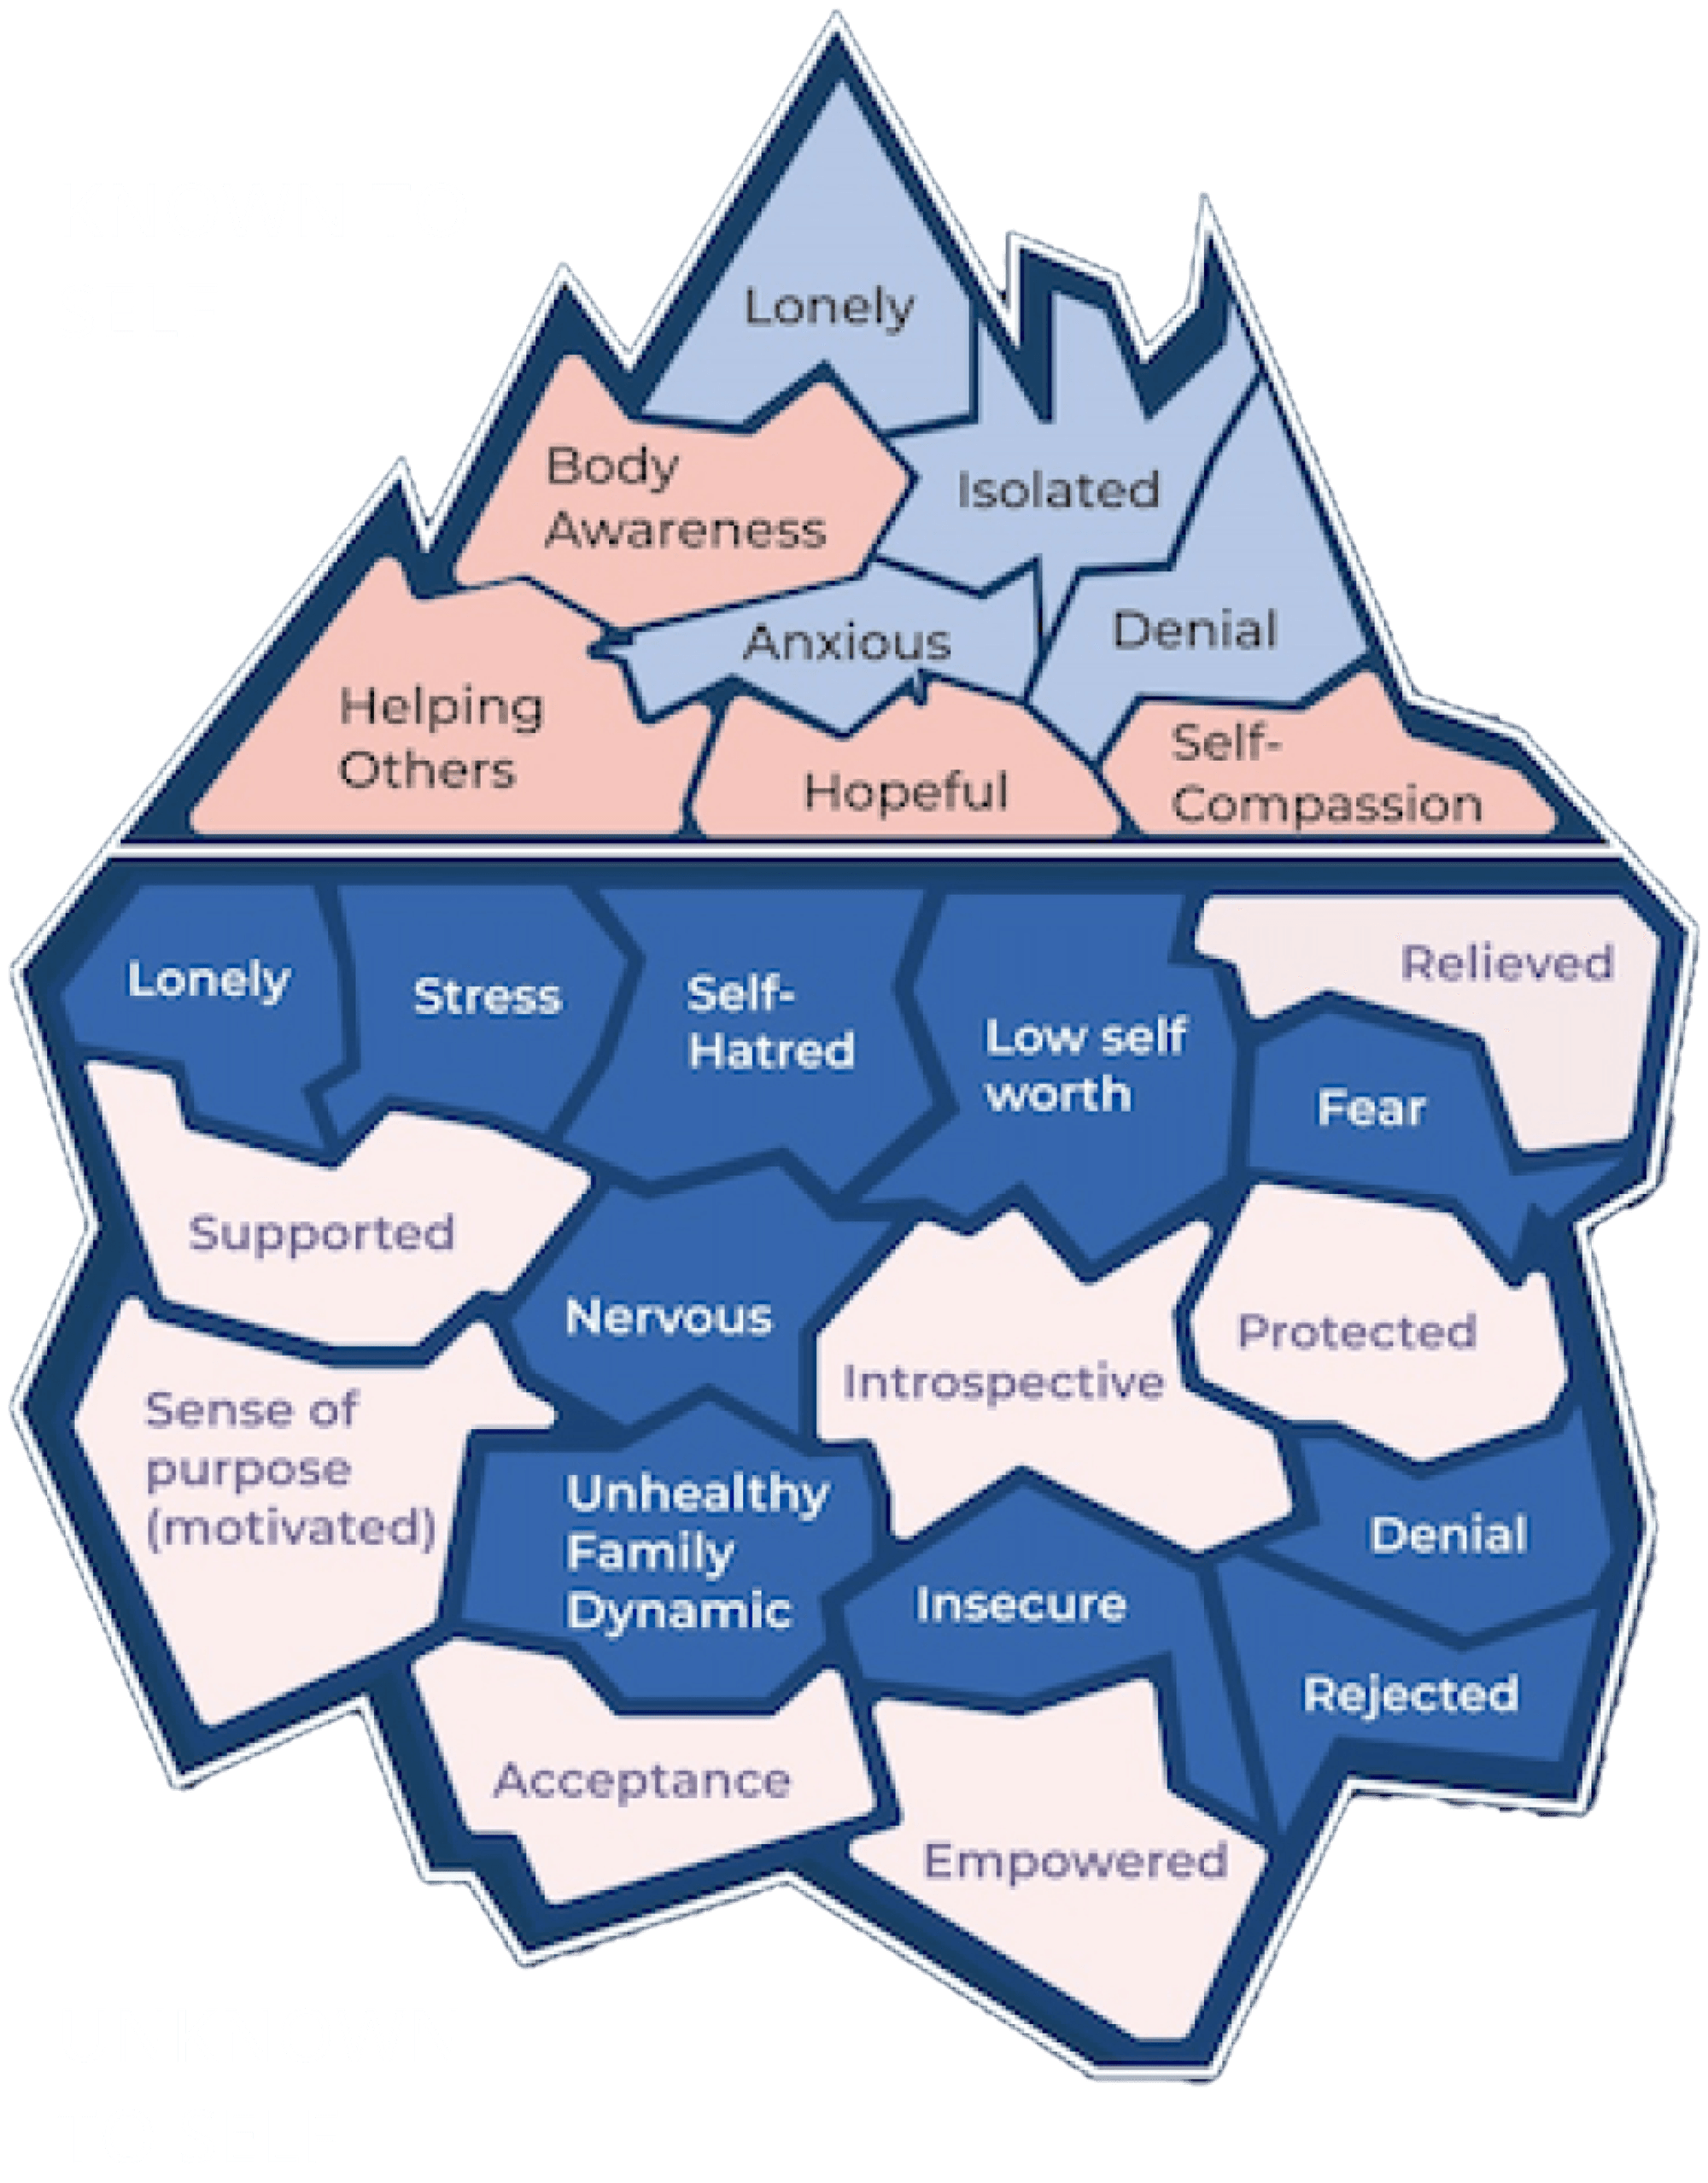 Lonely
Body
Awareness
Isolated
Anxious
Denial
Helping
Others
Hopeful
Self-
Compassion
Lonely
Stress
Self-
Hatred
Low self
worth
Relieved
Fear
Supported
Nervous
Introspective
Protected
Sense of
purpose
(motivated)
Unhealthy
Family
Dynamic
Insecure
Denial
Rejected
Acceptance
Empowered